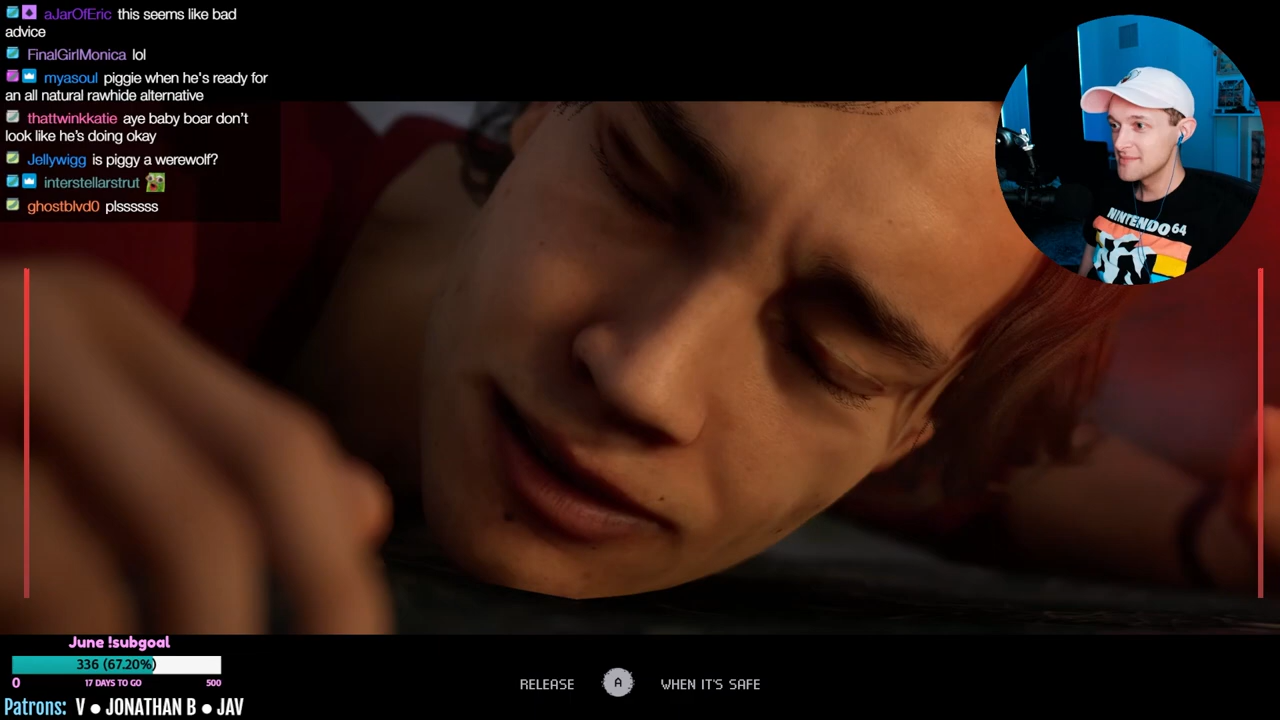 aJarOfEric this seems like bad
advice
FinalGirlMonica lol
myasoul piggie when he's ready for
an all natural rawhide alternative
thattwinkkatie aye baby boar don't
look like he's doing okay
Jellywigg is piggy a werewolf?
interstellarstrut
ghostblvd0 plssssss
NINTENDO 64
June !subgoal
336 (67.20%)
0 17 DAYS TO GO 500
Patrons: V ● JONATHAN B ● JAV
RELEASE A WHEN IT'S SAFE